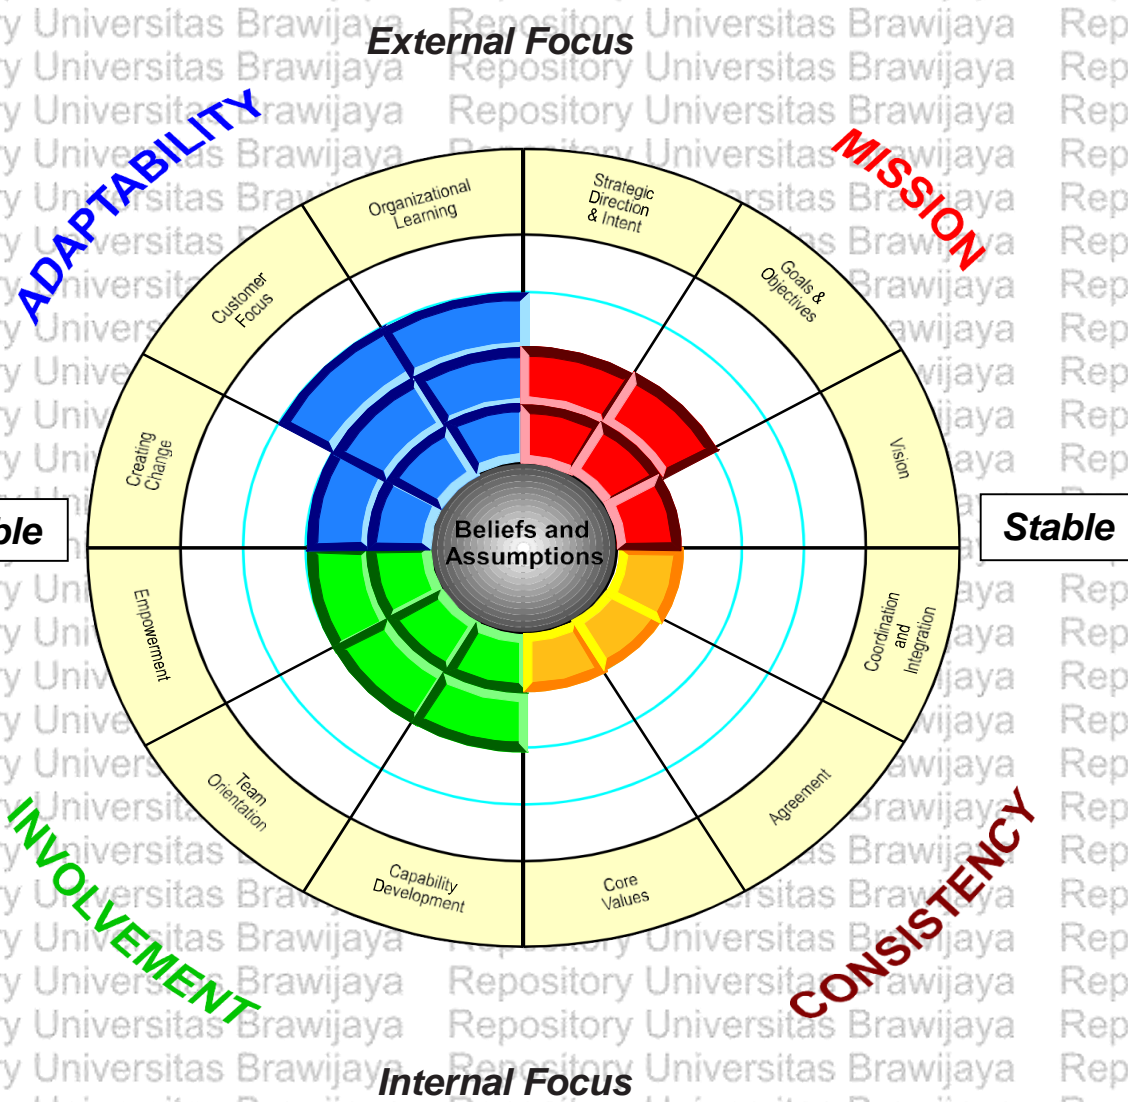 External Focus
ADAPTABILITY
MISSION
Organizational
Learning
Strategic
Direction
& Intent
Customer
Focus
Goals &
Objectives
Creating
Change
Vision
ble
Beliefs and
Assumptions
Stable
Empowerment
Coordination
and
Integration
Team
Orientation
Agreement
Capability
Development
Core
Values
INVOLVEMENT
CONSISTENCY
Internal Focus
Repository Universitas Brawijaya